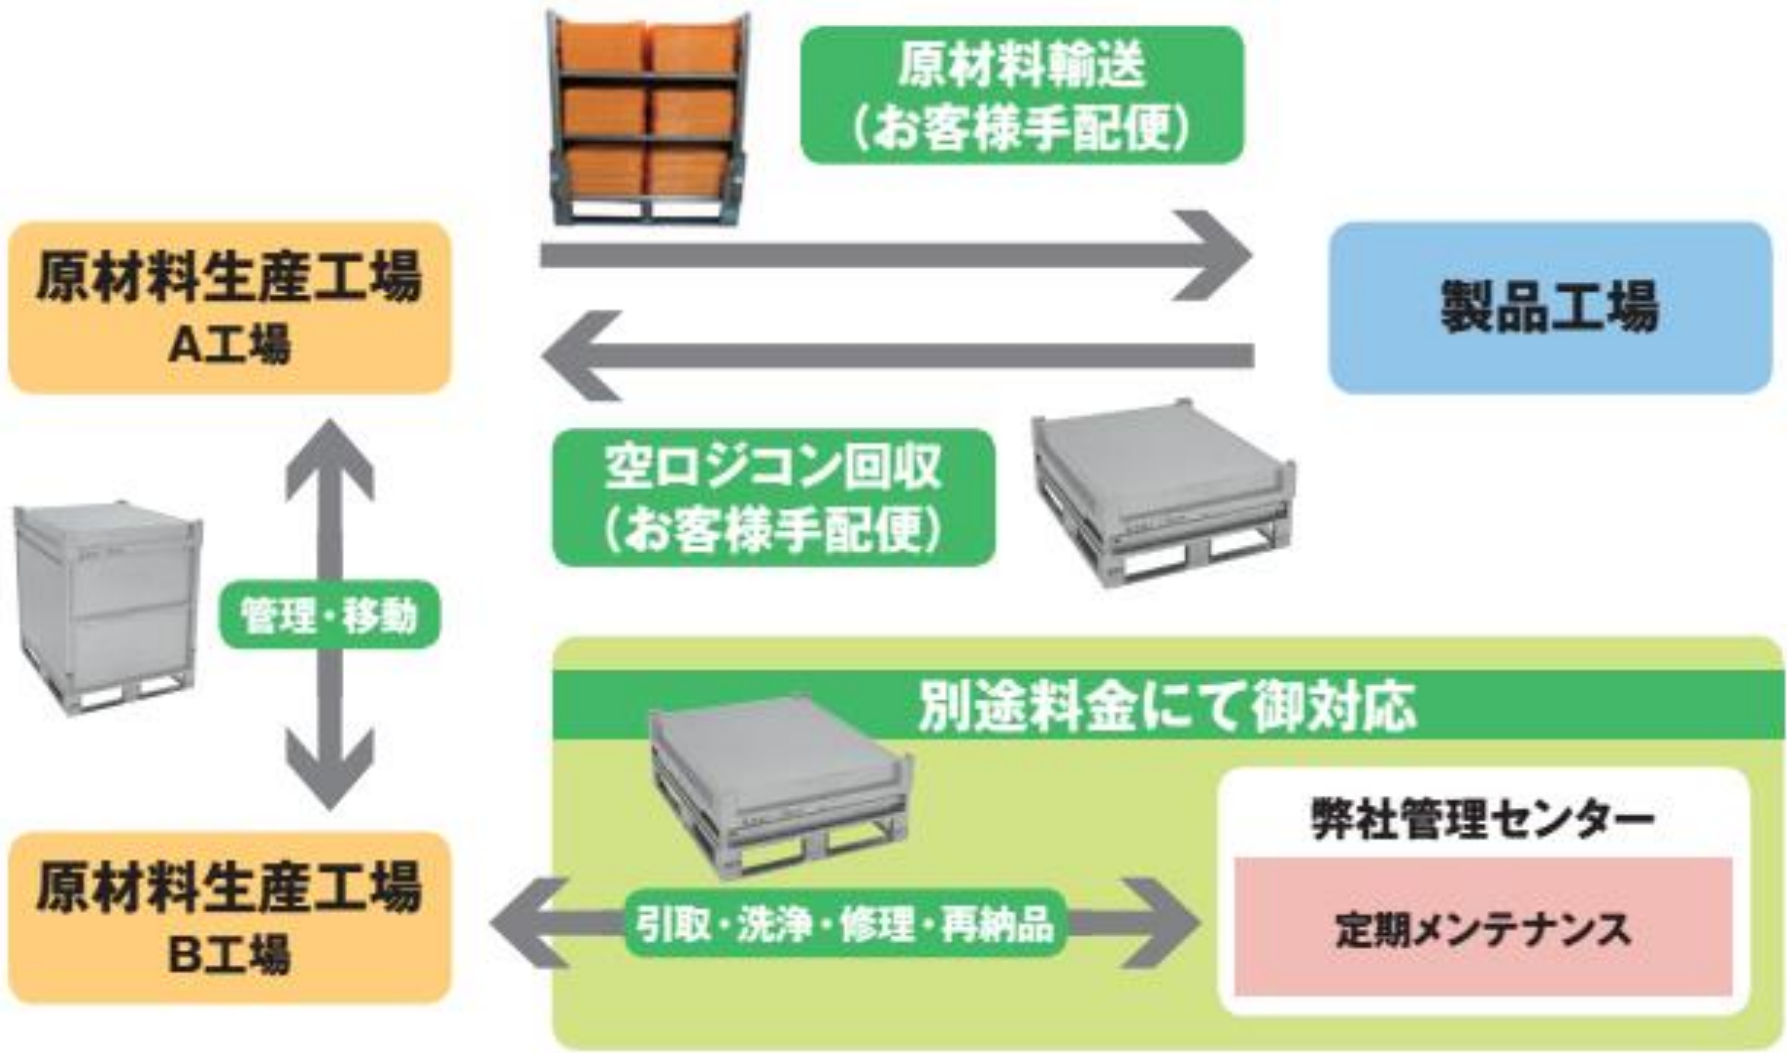 原材料輸送
(お客様手配便)
原材料生産工場
A工場
製品工場
空ロジコン回収
(お客様手配便)
管理・移動
別途料金にて御対応
弊社管理センター
定期メンテナンス
原材料生産工場
B工場
引取・洗浄・修理・再納品